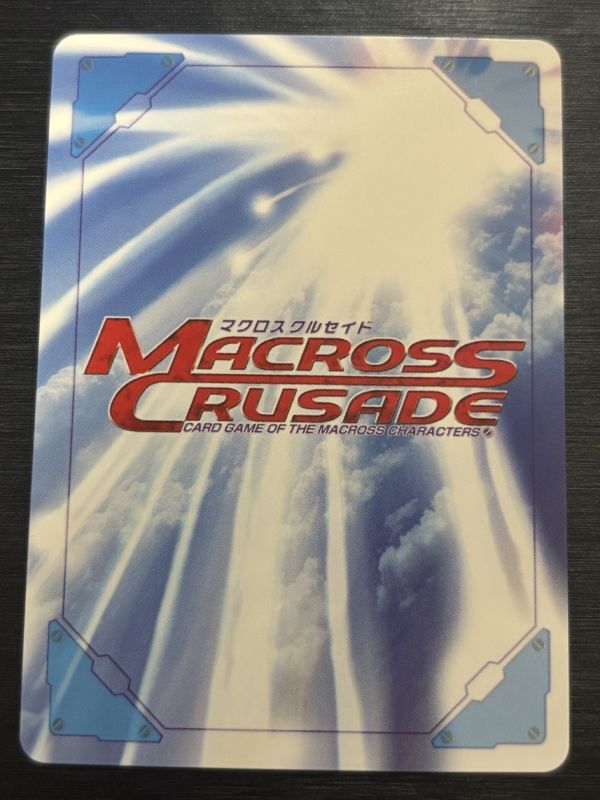 マクロスクルセイド
MACROSS
CRUSADE
CARD GAME OF THE MACROSS CHARACTERS